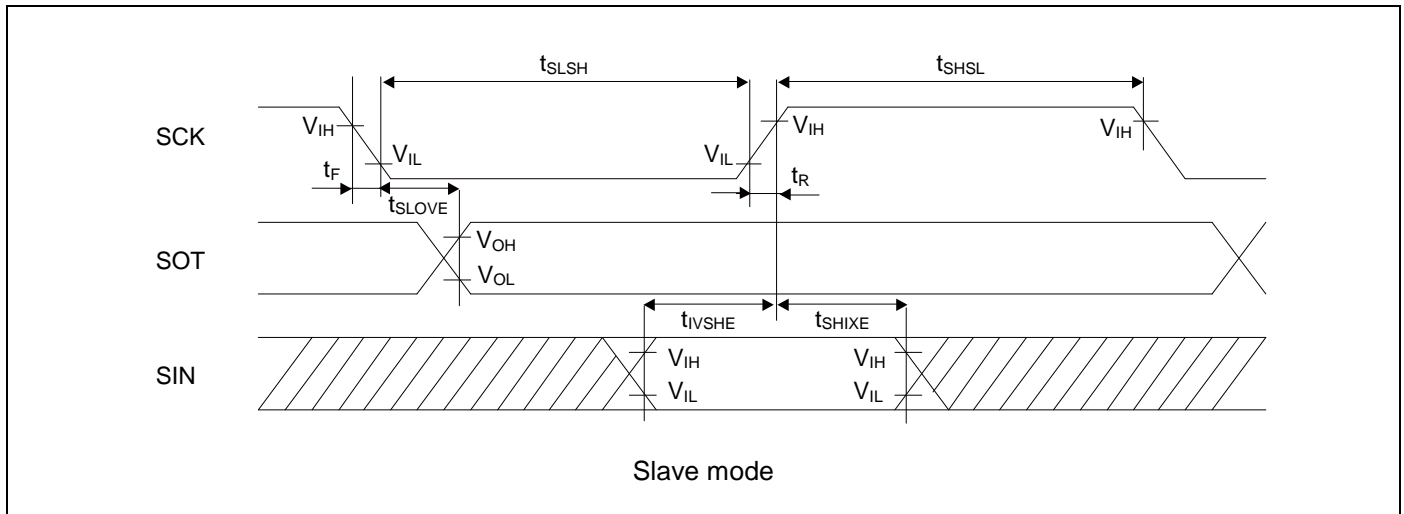 tSLSH
tSHSL
SCK
VIH
VIL
VIL
VIH
VIH
tF
tR
tSLOVE
SOT
VOH
VOL
tIVSHE
tSHIXE
SIN
VIH
VIH
VIL
VIL
Slave mode